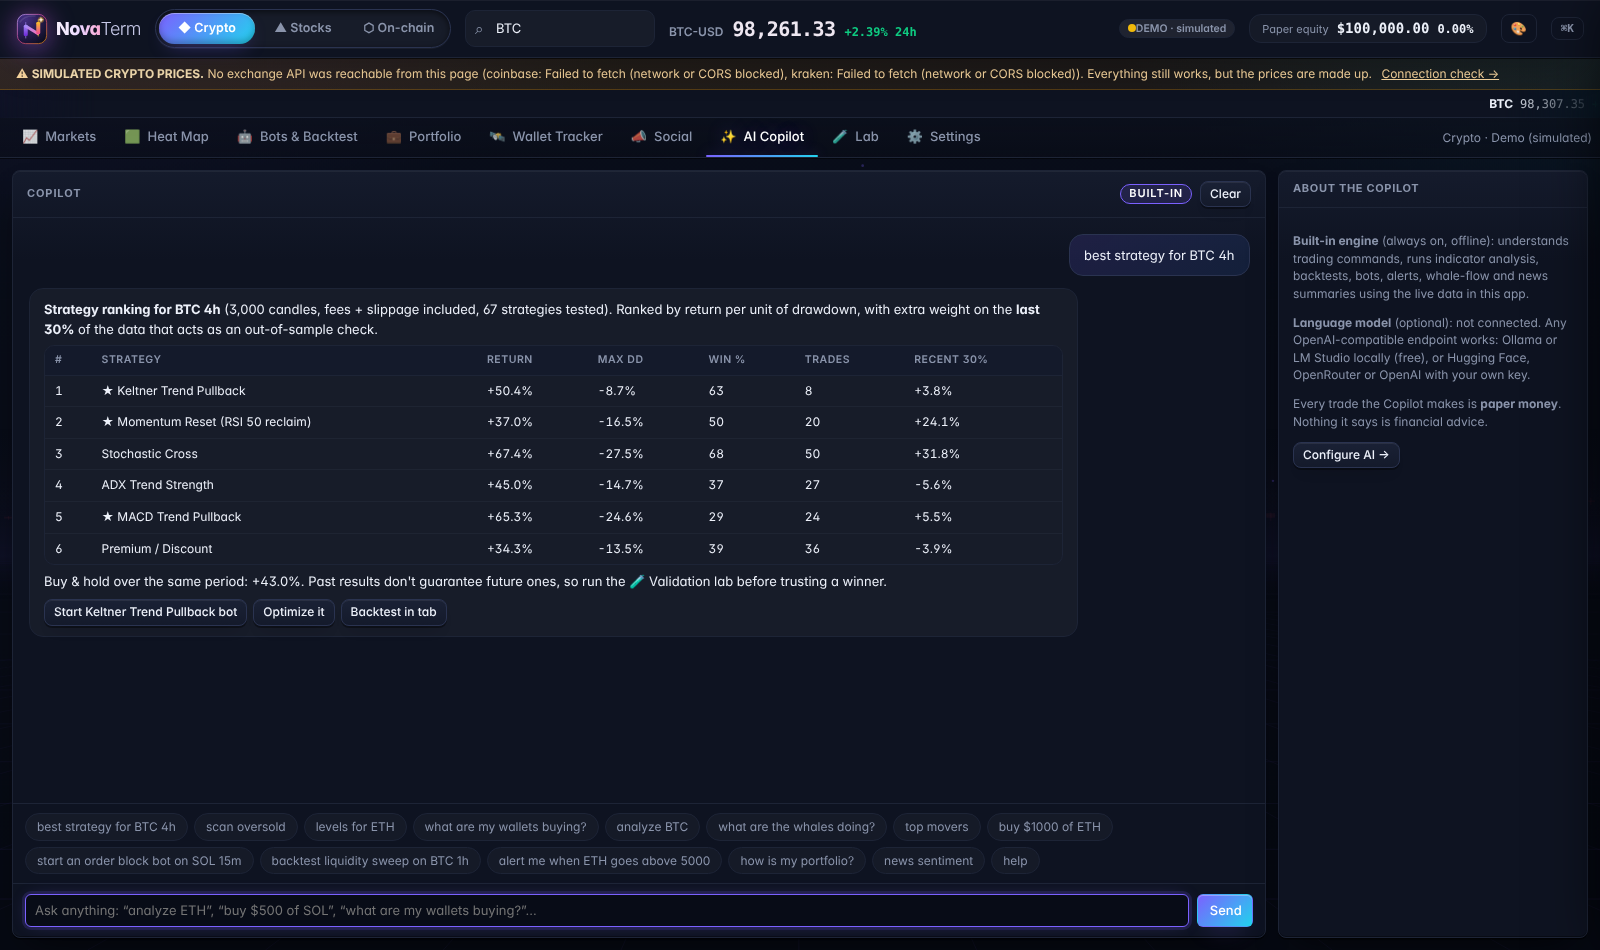 NovaTerm
◆ Crypto
▲ Stocks
⬡ On-chain
BTC
BTC-USD 98,261.33 +2.39% 24h
DEMO · simulated
Paper equity $100,000.00 0.00%
⌘K
⚠ SIMULATED CRYPTO PRICES. No exchange API was reachable from this page (coinbase: Failed to fetch (network or CORS blocked), kraken: Failed to fetch (network or CORS blocked)). Everything still works, but the prices are made up. Connection check →
BTC 98,307.35
Markets
Heat Map
Bots & Backtest
Portfolio
Wallet Tracker
Social
AI Copilot
Lab
Settings
Crypto · Demo (simulated)
COPILOT
BUILT-IN
Clear
best strategy for BTC 4h
Strategy ranking for BTC 4h (3,000 candles, fees + slippage included, 67 strategies tested). Ranked by return per unit of drawdown, with extra weight on the last
30% of the data that acts as an out-of-sample check.
# STRATEGY RETURN MAX DD WIN % TRADES RECENT 30%
1 ★ Keltner Trend Pullback +50.4% -8.7% 63 8 +3.8%
2 ★ Momentum Reset (RSI 50 reclaim) +37.0% -16.5% 50 20 +24.1%
3 Stochastic Cross +67.4% -27.5% 68 50 +31.8%
4 ADX Trend Strength +45.0% -14.7% 37 27 -5.6%
5 ★ MACD Trend Pullback +65.3% -24.6% 29 24 +5.5%
6 Premium / Discount +34.3% -13.5% 39 36 -3.9%
Buy & hold over the same period: +43.0%. Past results don't guarantee future ones, so run the 🧪 Validation lab before trusting a winner.
Start Keltner Trend Pullback bot
Optimize it
Backtest in tab
best strategy for BTC 4h
scan oversold
levels for ETH
what are my wallets buying?
analyze BTC
what are the whales doing?
top movers
buy $1000 of ETH
start an order block bot on SOL 15m
backtest liquidity sweep on BTC 1h
alert me when ETH goes above 5000
how is my portfolio?
news sentiment
help
Ask anything: “analyze ETH”, “buy $500 of SOL”, “what are my wallets buying?”...
Send
ABOUT THE COPILOT
Built-in engine (always on, offline): understands
trading commands, runs indicator analysis,
backtests, bots, alerts, whale-flow and news
summaries using the live data in this app.
Language model (optional): not connected. Any
OpenAI-compatible endpoint works: Ollama or
LM Studio locally (free), or Hugging Face,
OpenRouter or OpenAI with your own key.
Every trade the Copilot makes is paper money.
Nothing it says is financial advice.
Configure AI →